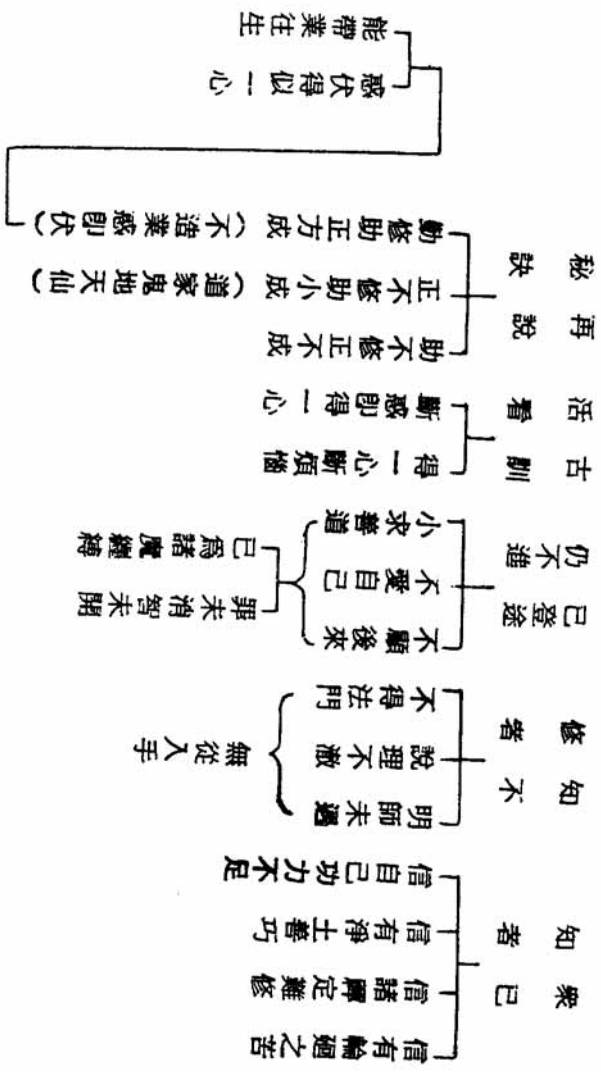 眾已
知者
信有輪迴之苦
信諸禪定難修
信有淨土善巧
信自己功力不足
知不
修者
明師未遇
說理不澈
不得法門
無從入手
已登途
仍不進
不顧後來
不愛自己
小求善道
罪未消智未開
已為諸魔纏縛
古訓
活看
得一心斷煩惱
斷惑即得一心
再說
秘訣
助不修正不成
正不修助小成（道家鬼地天仙）
勤修助正方成（不造業惑即伏）
惑伏得似一心
能帶業往生